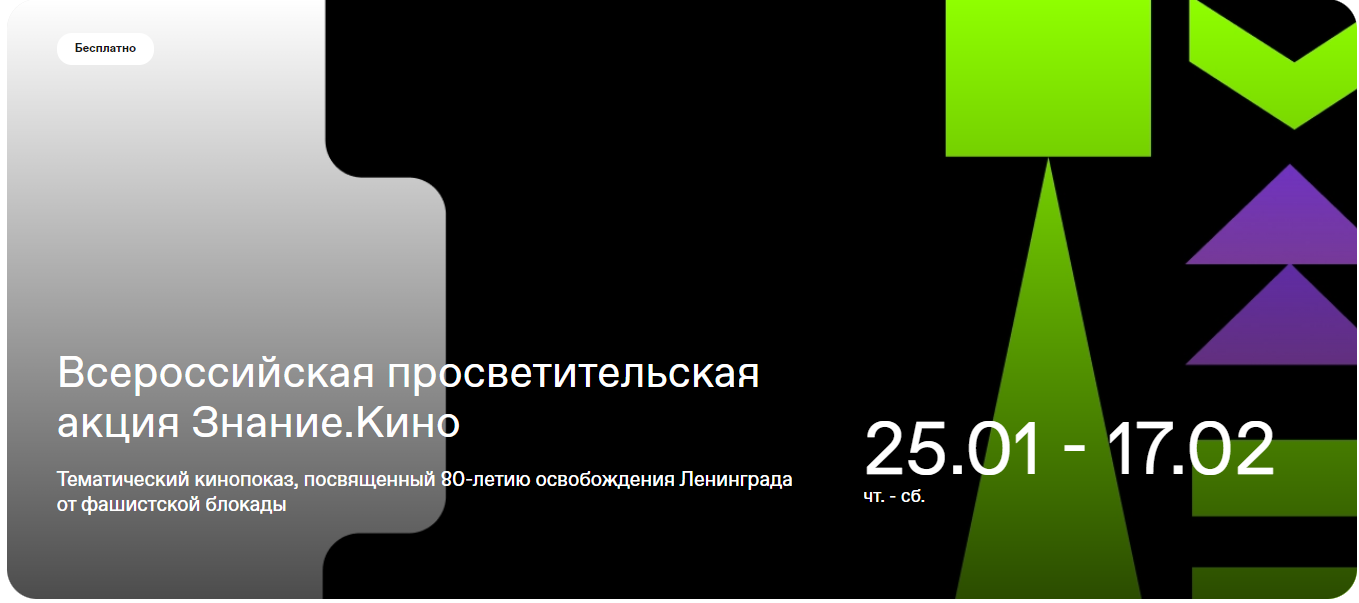 Бесплатно
Всероссийская просветительская
акция Знание.Кино
Тематический кинопоказ, посвященный 80-летию освобождения Ленинграда
от фашистской блокады
25.01 - 17.02
чт. - сб.